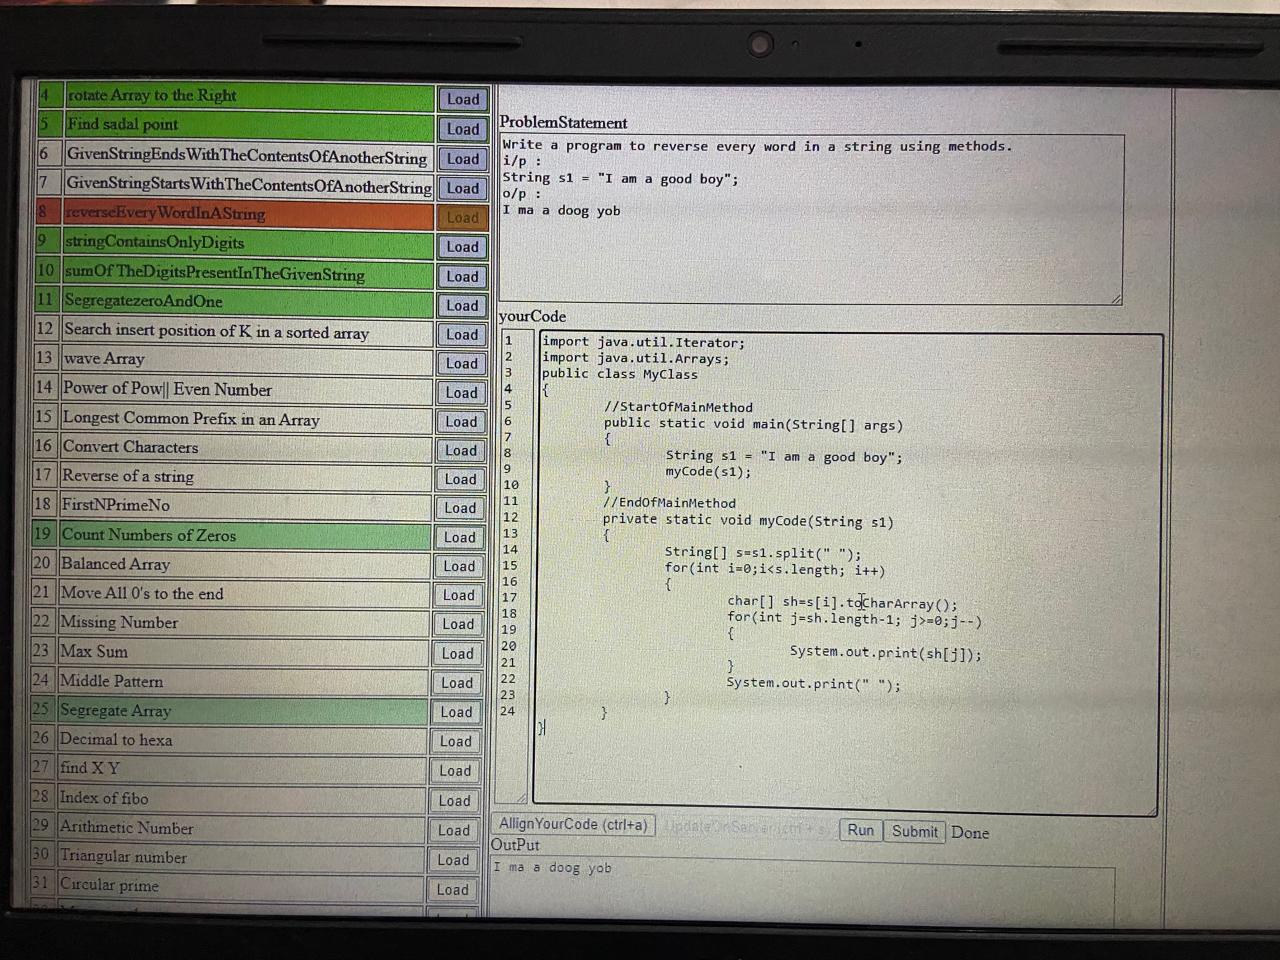 4 rotate Array to the Right Load
5 Find sadal point Load
6 GivenStringEndsWithTheContentsOfAnotherString Load
7 GivenStringStartsWithTheContentsOfAnotherString Load
8 reverseEveryWordInAString Load
9 stringContainsOnlyDigits Load
10 sumOfTheDigitsPresentInTheGivenString Load
11 SegregatezeroAndOne Load
12 Search insert position of K in a sorted array Load
13 wave Array Load
14 Power of Pow|| Even Number Load
15 Longest Common Prefix in an Array Load
16 Convert Characters Load
17 Reverse of a string Load
18 FirstNPrimeNo Load
19 Count Numbers of Zeros Load
20 Balanced Array Load
21 Move All 0's to the end Load
22 Missing Number Load
23 Max Sum Load
24 Middle Pattern Load
25 Segregate Array Load
26 Decimal to hexa Load
27 find X Y Load
28 Index of fibo Load
29 Arithmetic Number Load
30 Triangular number Load
31 Circular prime Load
ProblemStatement
Write a program to reverse every word in a string using methods.
i/p :
String s1 = "I am a good boy";
o/p :
I ma a doog yob
yourCode
1 import java.util.Iterator;
2 import java.util.Arrays;
3 public class MyClass
4 {
5 //StartOfMainMethod
6 public static void main(String[] args)
7 {
8 String s1 = "I am a good boy";
9 myCode(s1);
10 }
11 //EndOfMainMethod
12 private static void myCode(String s1)
13 {
14 String[] s=s1.split(" ");
15 for(int i=0;i<s.length; i++)
16 {
17 char[] sh=s[i].toCharArray();
18 for(int j=sh.length-1; j>=0;j--)
19 {
20 System.out.print(sh[j]);
21 }
22 System.out.print(" ");
23 }
24 }
}
AllignYourCode (ctrl+a) UpdateOnServer (ctrl + s) Run Submit Done
OutPut
I ma a doog yob